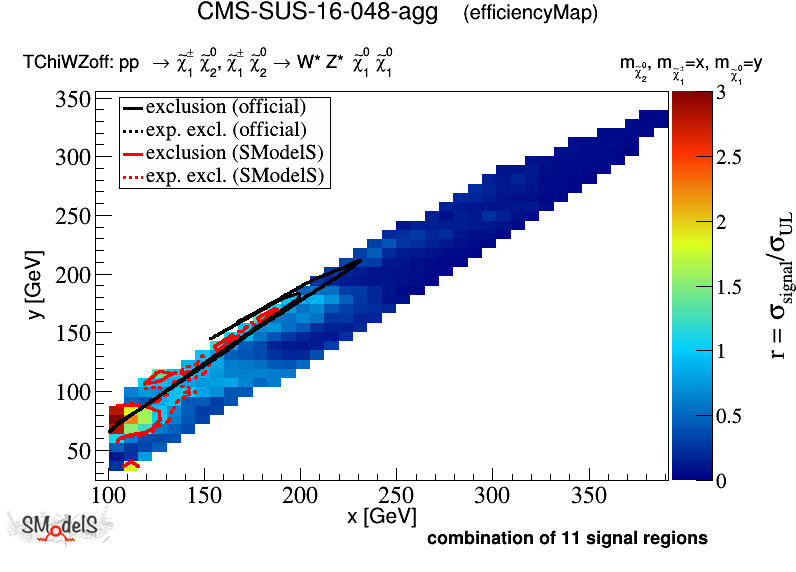 CMS-SUS-16-048-agg (efficiencyMap)
TChiWZoff: pp → χ̃₁± χ̃₂⁰, χ̃₁± χ̃₂⁰ → W* Z* χ̃₁⁰ χ̃₁⁰
m_χ̃₂⁰, m_χ̃₁±=x, m_χ̃₁⁰=y
exclusion (official)
exp. excl. (official)
exclusion (SModelS)
exp. excl. (SModelS)
350
300
250
200
150
100
50
y [GeV]
100 150 200 250 300 350
x [GeV]
3
2.5
2
1.5
1
0.5
0
r = σ_signal/σ_UL
SModelS
combination of 11 signal regions